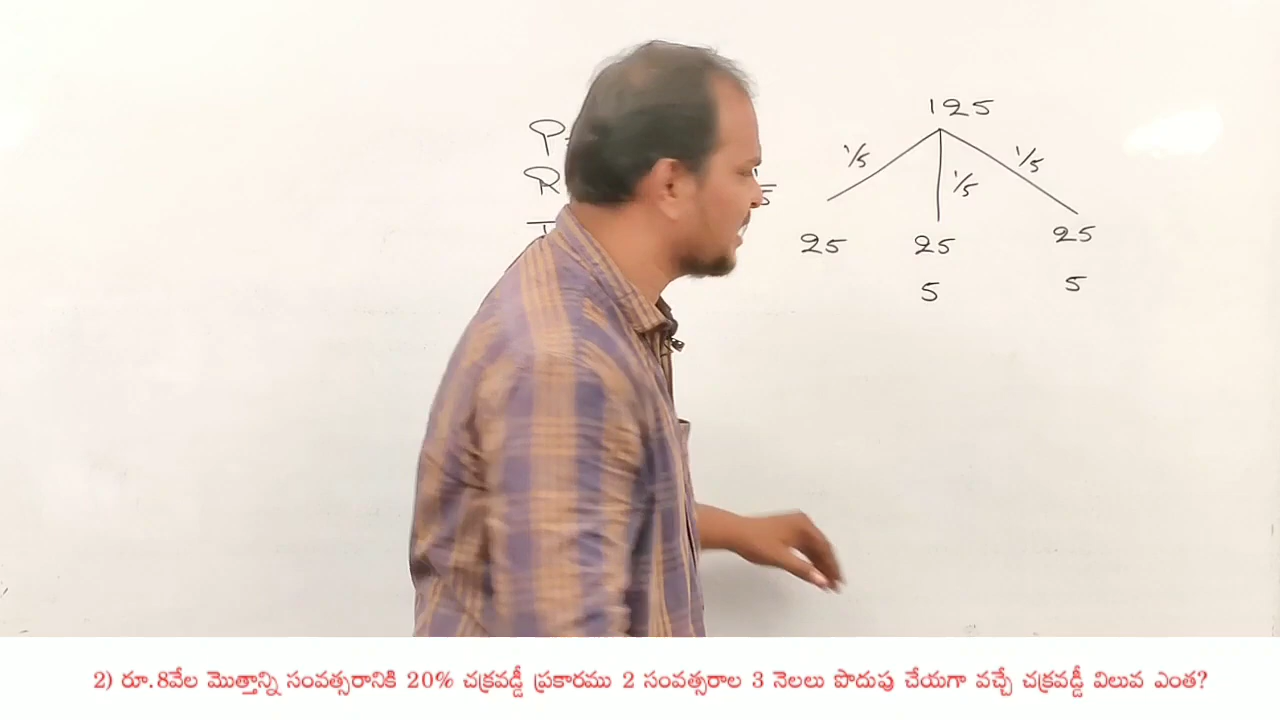 125
P
R
1/5 1/5 1/5
5
25 25 25
5 5
2) రూ.8వేల మొత్తాన్ని సంవత్సరానికి 20% చక్రవడ్డీ ప్రకారము 2 సంవత్సరాల 3 నెలలు పొదుపు చేయగా వచ్చే చక్రవడ్డీ విలువ ఎంత?